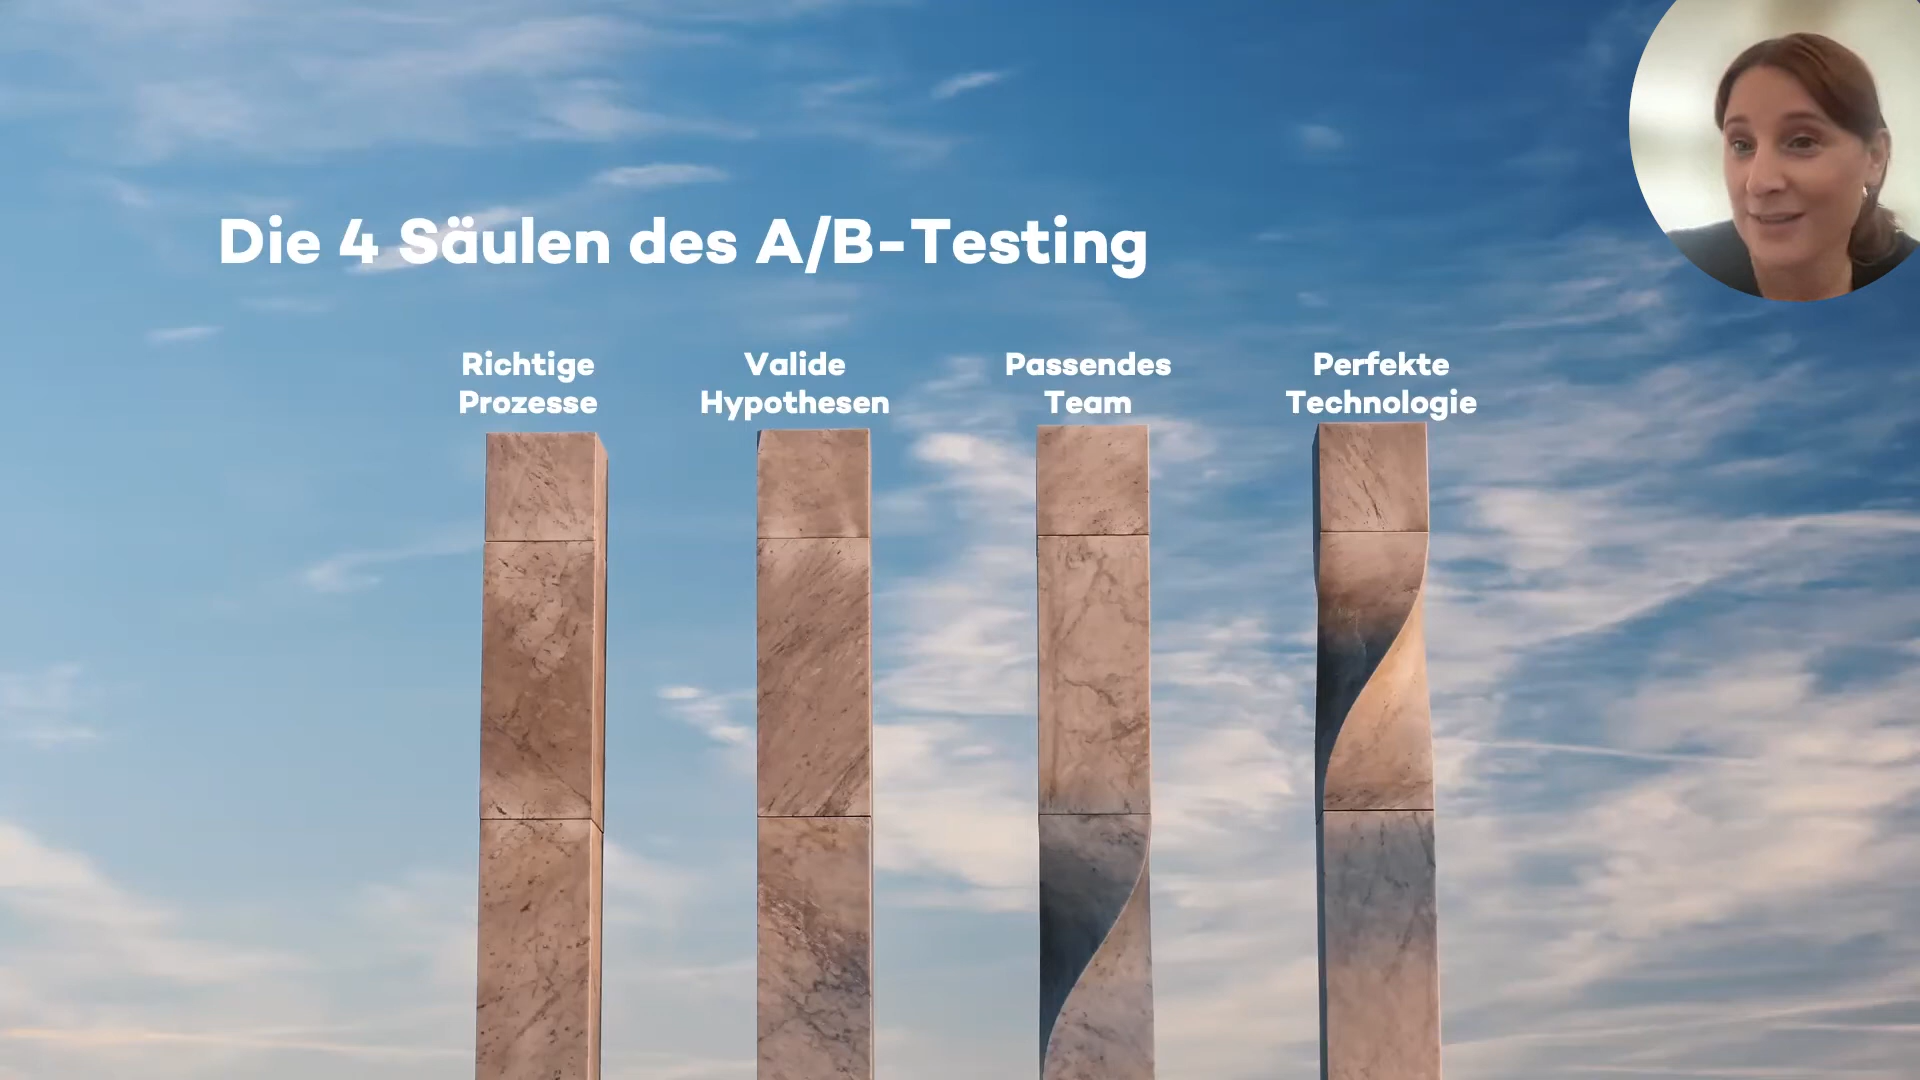 Die 4 Säulen des A/B-Testing
Richtige
Prozesse
Valide
Hypothesen
Passendes
Team
Perfekte
Technologie